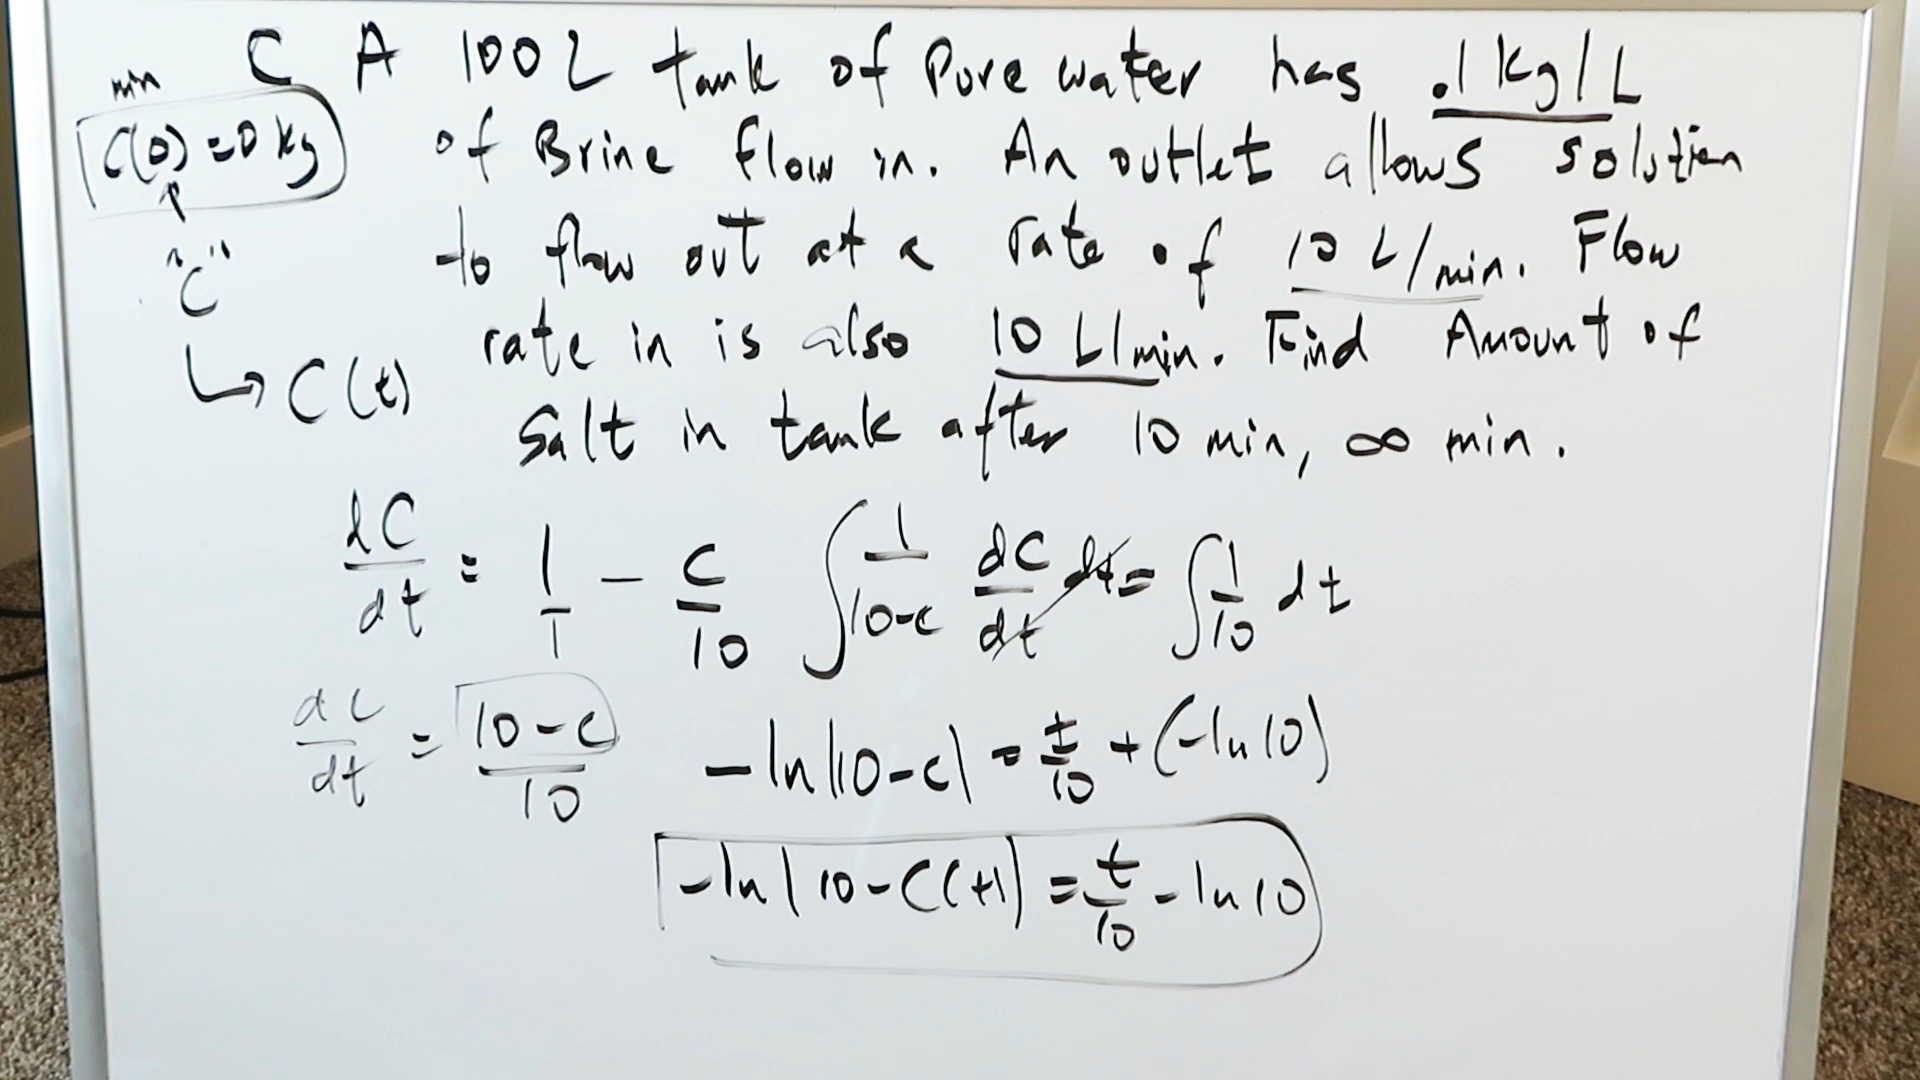 min
C(0) = 0 kg
↑
"C"
↳ C(t)
C A 100 L tank of Pure water has .1 kg/L
of Brine flow in. An outlet allows solution
to flow out at a rate of 10 L/min. Flow
rate in is also 10 L/min. Find Amount of
Salt in tank after 10 min, ∞ min.
dC/dt = 1/1 - C/10
∫ 1/(10-c) dC/dt dt = ∫ 1/10 dt
dC/dt = (10-C)/10
-ln|10-c| = t/10 + (-ln 10)
-ln|10-C(t)| = t/10 - ln 10